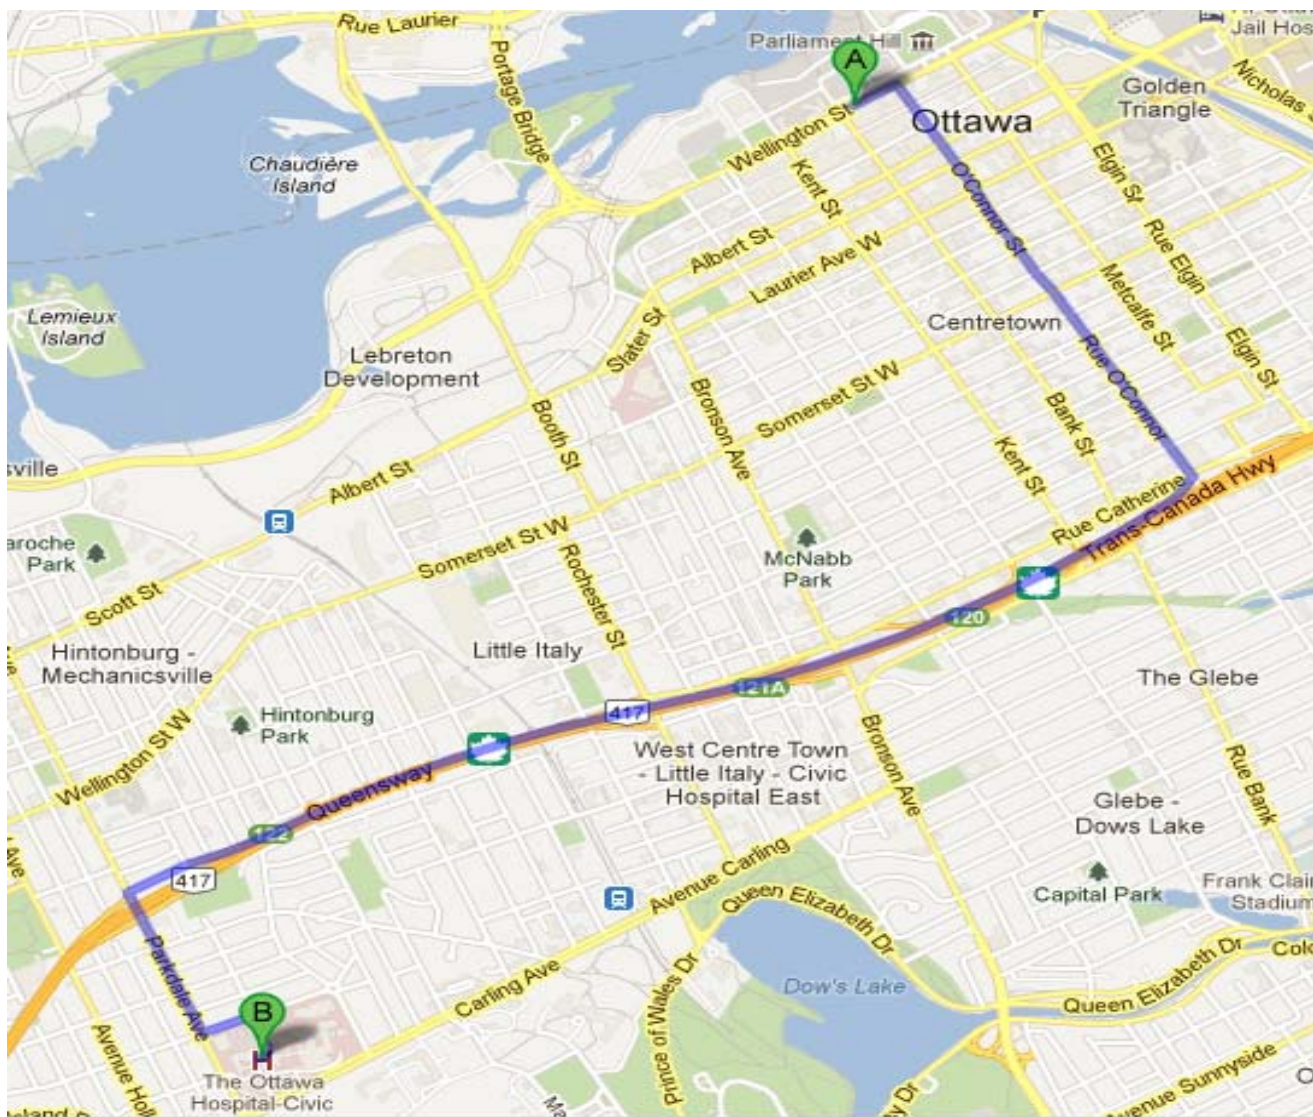 Rue Laurier
Portage Bridge
Parliament Hill
A
Jail Hos
Nicholas
Golden
Triangle
Ottawa
Wellington St
Chaudière
Island
Kent St
O'Connor St
Elgin St
Rue Elgin
Albert St
Laurier Ave W
Metcalfe St
Lemieux
Island
Centretown
Slater St
Lebreton
Development
Rue O'Connor
Elgin St
Bronson Ave
Somerset St W
Booth St
Bank St
Kent St
sville
Albert St
Rue Catherine
Trans-Canada Hwy
aroche
Park
Somerset St W
McNabb
Park
Scott St
Rochester St
120
Hintonburg -
Mechanicsville
Little Italy
The Glebe
121A
417
Hintonburg
Park
Wellington St W
Queensway
West Centre Town
- Little Italy - Civic
Hospital East
Bronson Ave
Rue Bank
Glebe -
Dows Lake
122
Ave
417
Avenue Carling
Capital Park
Frank Clair
Stadium
Queen Elizabeth Dr
Parkdale Ave
Carling Ave
Prince of Wales Dr
Dow's Lake
Queen Elizabeth Dr
Colo
B
H
Avenue Holl
The Ottawa
Hospital-Civic
Avenue Sunnyside
O